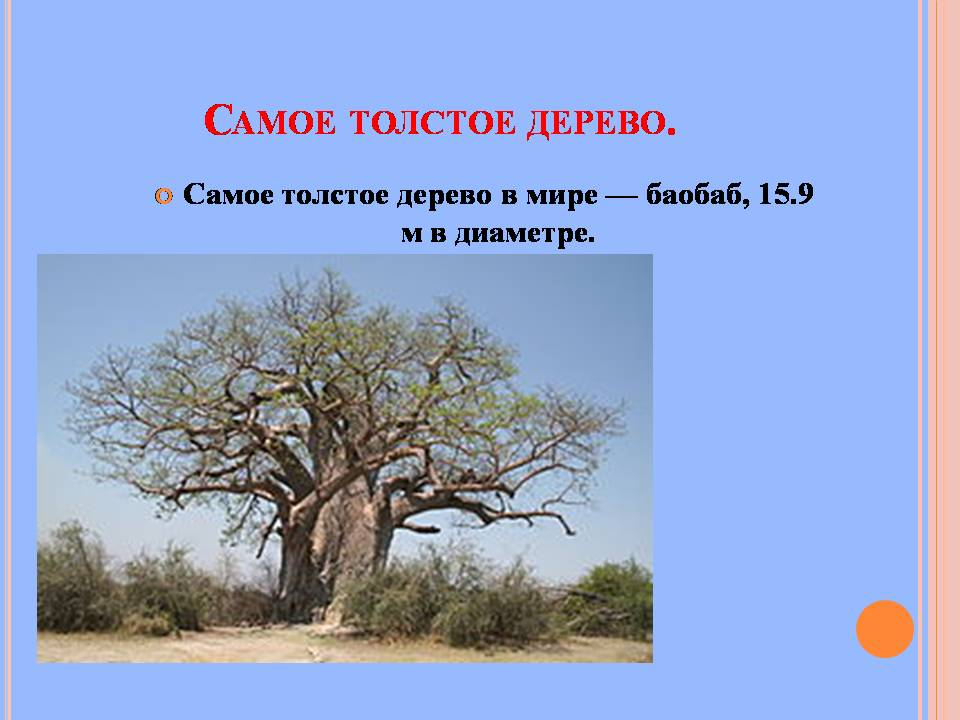 Самое толстое дерево.
Самое толстое дерево в мире — баобаб, 15.9
м в диаметре.